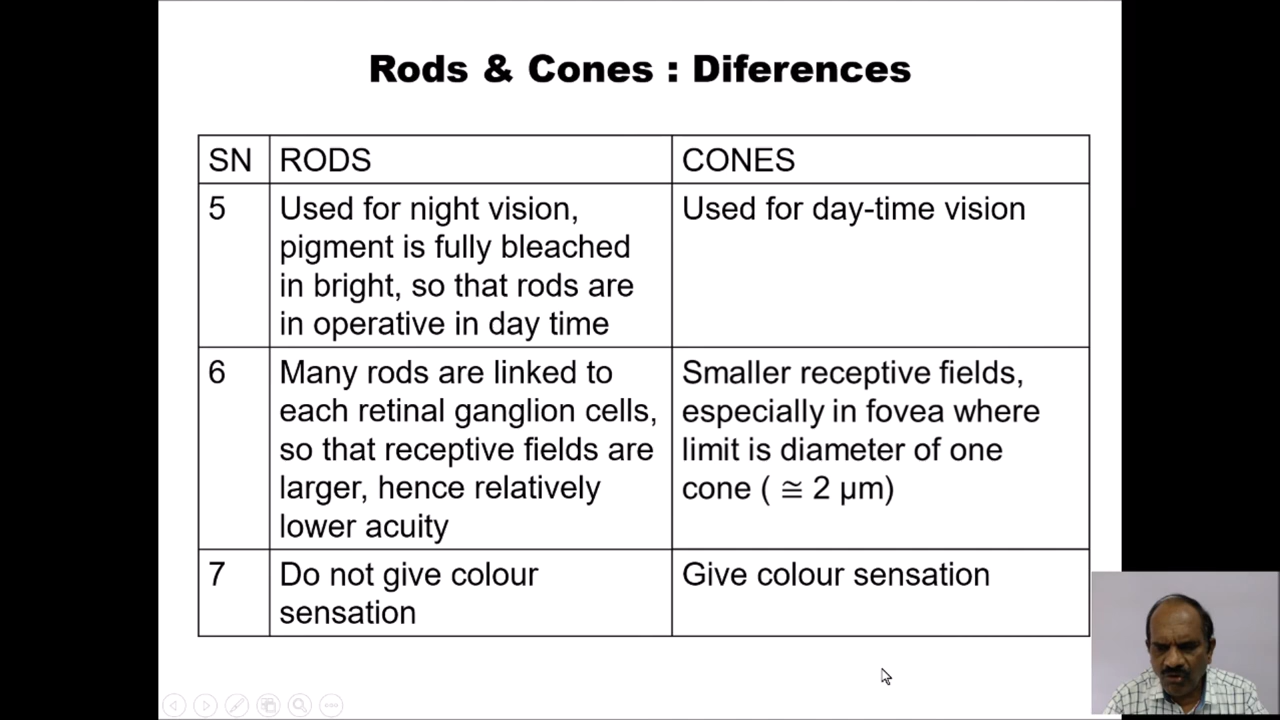 Rods & Cones : Diferences
SN RODS CONES
5 Used for night vision, Used for day-time vision
pigment is fully bleached
in bright, so that rods are
in operative in day time
6 Many rods are linked to Smaller receptive fields,
each retinal ganglion cells, especially in fovea where
so that receptive fields are limit is diameter of one
larger, hence relatively cone ( ≅ 2 µm)
lower acuity
7 Do not give colour Give colour sensation
sensation